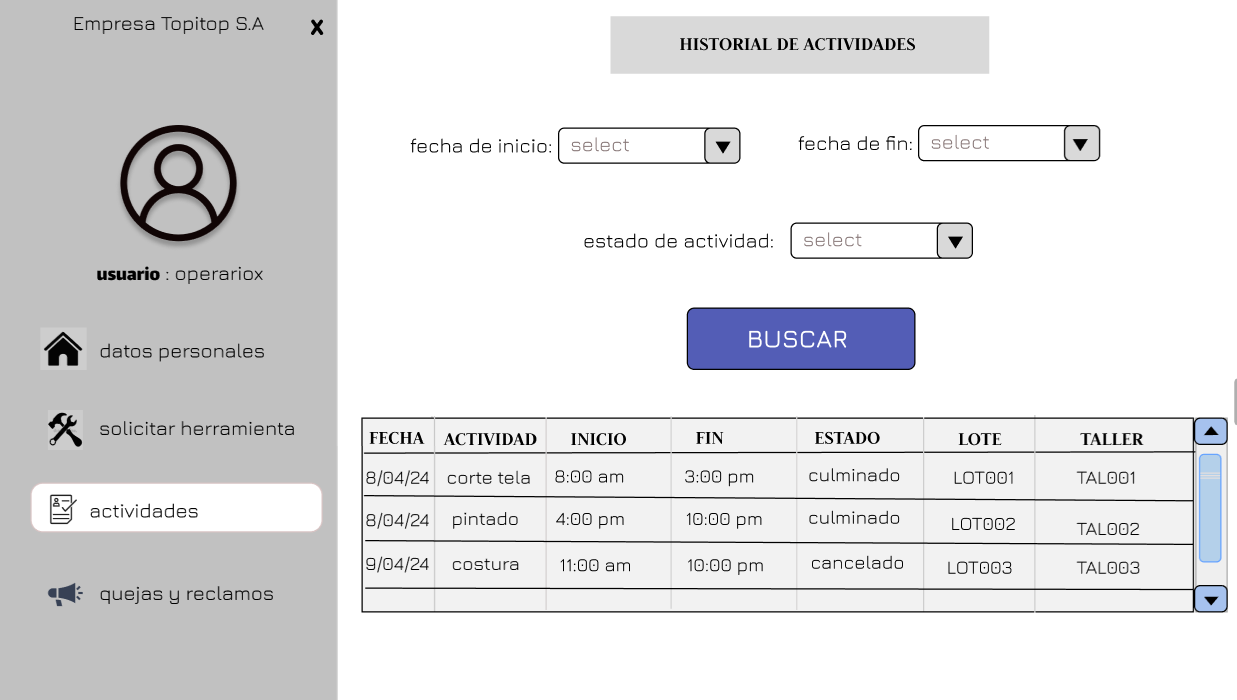 Empresa Topitop S.A
X
usuario : operariox
datos personales
solicitar herramienta
actividades
quejas y reclamos
HISTORIAL DE ACTIVIDADES
fecha de inicio: select
fecha de fin: select
estado de actividad: select
BUSCAR
FECHA ACTIVIDAD INICIO FIN ESTADO LOTE TALLER
8/04/24 corte tela 8:00 am 3:00 pm culminado LOT001 TAL001
8/04/24 pintado 4:00 pm 10:00 pm culminado LOT002 TAL002
9/04/24 costura 11:00 am 10:00 pm cancelado LOT003 TAL003